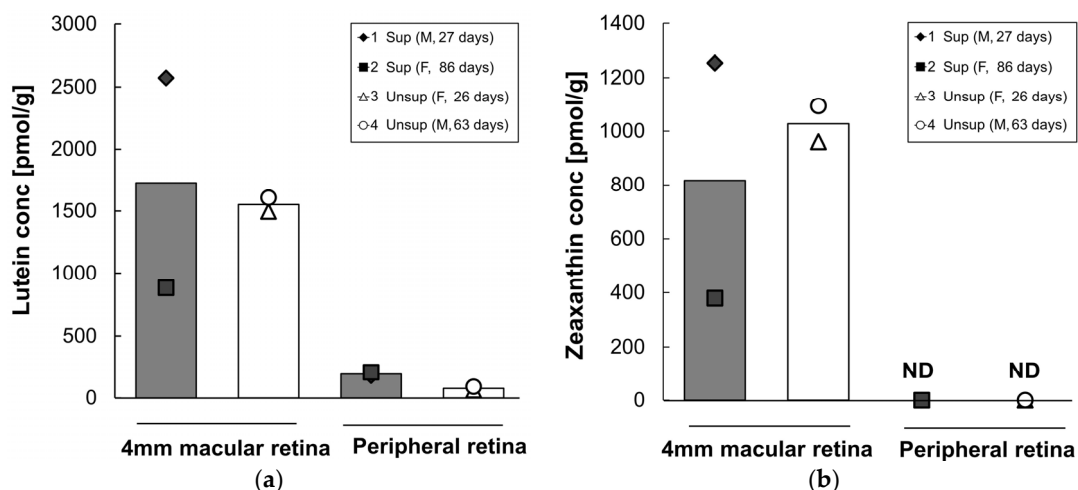 (a)
3000
2500
2000
1500
1000
500
0
Lutein conc [pmol/g]
1 Sup (M, 27 days)
2 Sup (F, 86 days)
3 Unsup (F, 26 days)
4 Unsup (M, 63 days)
4mm macular retina
Peripheral retina
(b)
1400
1200
1000
800
600
400
200
0
Zeaxanthin conc [pmol/g]
1 Sup (M, 27 days)
2 Sup (F, 86 days)
3 Unsup (F, 26 days)
4 Unsup (M, 63 days)
ND
ND
4mm macular retina
Peripheral retina